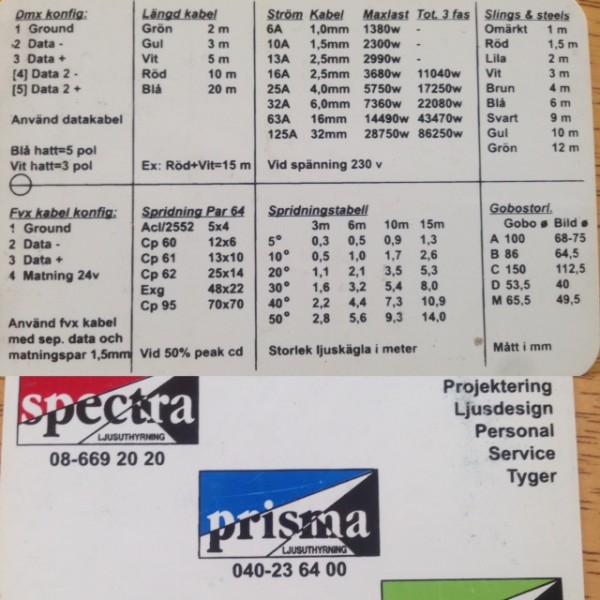 Dmx konfig:
1 Ground
2 Data -
3 Data +
[4] Data 2 -
[5] Data 2 +
Använd datakabel
Blå hatt=5 pol
Vit hatt=3 pol
Längd kabel
Grön 2 m
Gul 3 m
Vit 5 m
Röd 10 m
Blå 20 m
Ex: Röd+Vit=15 m
Ström Kabel Maxlast Tot. 3 fas
6A 1,0mm 1380w -
10A 1,5mm 2300w -
13A 2,5mm 2990w -
16A 2,5mm 3680w 11040w
25A 4,0mm 5750w 17250w
32A 6,0mm 7360w 22080w
63A 16mm 14490w 43470w
125A 32mm 28750w 86250w
Vid spänning 230 v
Slings & steels
Omärkt 1 m
Röd 1,5 m
Lila 2 m
Vit 3 m
Brun 4 m
Blå 6 m
Svart 9 m
Gul 10 m
Grön 12 m
Fvx kabel konfig:
1 Ground
2 Data -
3 Data +
4 Matning 24v
Använd fvx kabel
med sep. data och
matningspar 1,5mm
Spridning Par 64
Acl/2552 5x4
Cp 60 12x6
Cp 61 13x10
Cp 62 25x14
Exg 48x22
Cp 95 70x70
Vid 50% peak cd
Spridningstabell
3m 6m 10m 15m
5° 0,3 0,5 0,9 1,3
10° 0,5 1,0 1,7 2,6
20° 1,1 2,1 3,5 5,3
30° 1,6 3,2 5,4 8,0
40° 2,2 4,4 7,3 10,9
50° 2,8 5,6 9,3 14,0
Storlek ljuskägla i meter
Gobostorl.
Gobo ø Bild ø
A 100 68-75
B 86 64,5
C 150 112,5
D 53,5 40
M 65,5 49,5
Mått i mm
spectra
LJUSUTHYRNING
08-669 20 20
Projektering
Ljusdesign
Personal
Service
Tyger
prisma
LJUSUTHYRNING
040-23 64 00